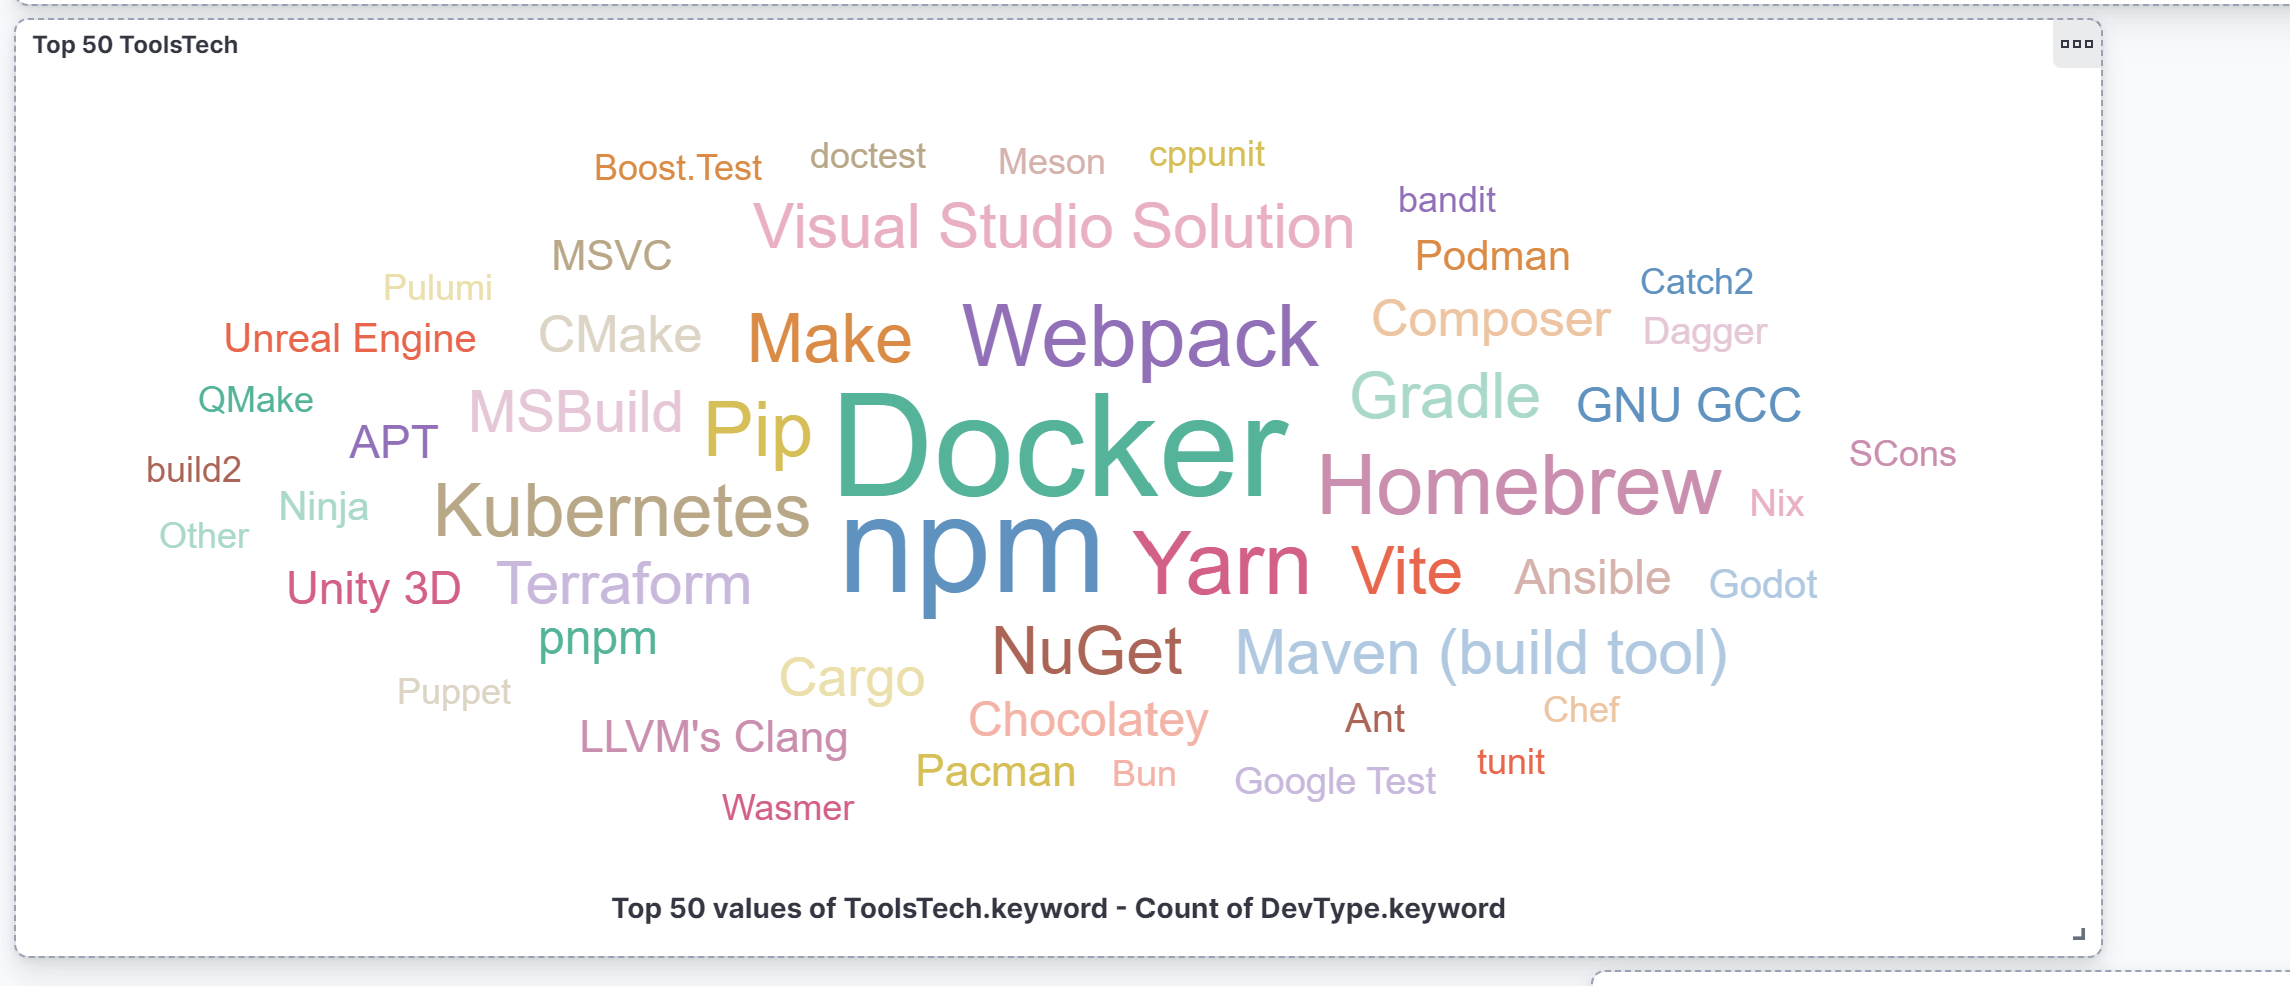 Top 50 ToolsTech
Boost.Test doctest Meson cppunit
bandit
Visual Studio Solution
MSVC Podman
Pulumi Catch2
Unreal Engine CMake Make Webpack Composer Dagger
QMake MSBuild Pip Docker Gradle GNU GCC
APT
build2 SCons
Ninja Kubernetes Homebrew Nix
Other
npm Yarn Vite Ansible Godot
Unity 3D Terraform
pnpm NuGet Maven (build tool)
Puppet Cargo
Chocolatey Ant Chef
LLVM's Clang
Pacman Bun Google Test tunit
Wasmer
Top 50 values of ToolsTech.keyword - Count of DevType.keyword